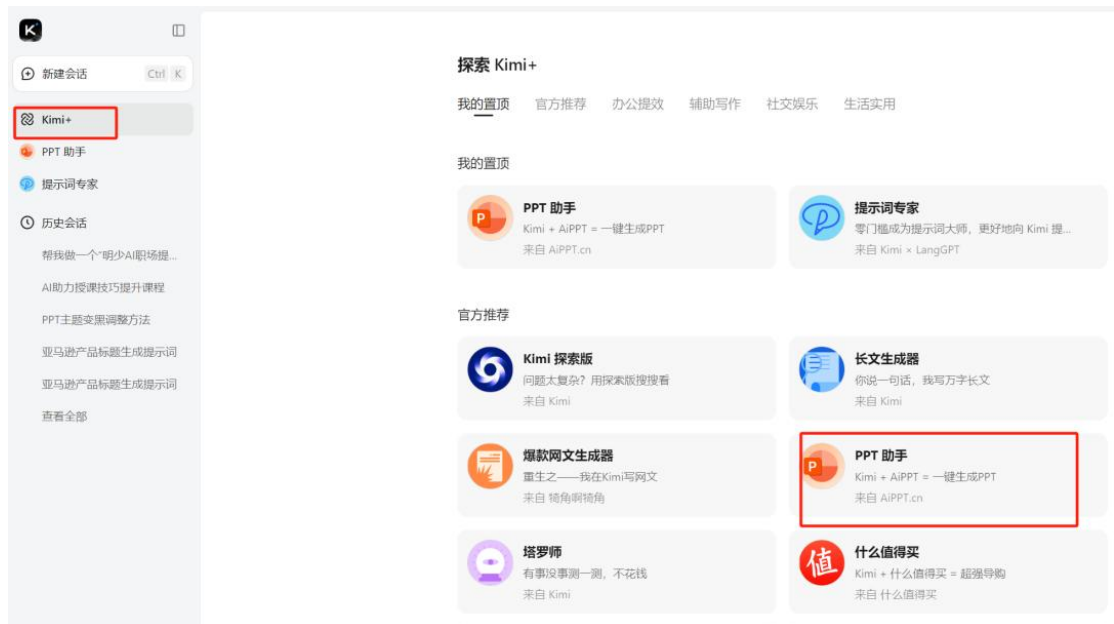 K
新建会话 Ctrl K
Kimi+
PPT 助手
提示词专家
历史会话
帮我做一个“明少AI职场提...
AI助力授课技巧提升课程
PPT主题变黑调整方法
亚马逊产品标题生成提示词
亚马逊产品标题生成提示词
查看全部
探索 Kimi+
我的置顶 官方推荐 办公提效 辅助写作 社交娱乐 生活实用
我的置顶
PPT 助手
Kimi + AiPPT = 一键生成PPT
来自 AiPPT.cn
提示词专家
零门槛成为提示词大师，更好地向 Kimi 提...
来自 Kimi × LangGPT
官方推荐
Kimi 探索版
问题太复杂？用探索版搜搜看
来自 Kimi
长文生成器
你说一句话，我写万字长文
来自 Kimi
爆款网文生成器
重生之——我在Kimi写网文
来自 犄角啊犄角
PPT 助手
Kimi + AiPPT = 一键生成PPT
来自 AiPPT.cn
塔罗师
有事没事测一测，不花钱
来自 Kimi
值
什么值得买
Kimi + 什么值得买 = 超强导购
来自 什么值得买